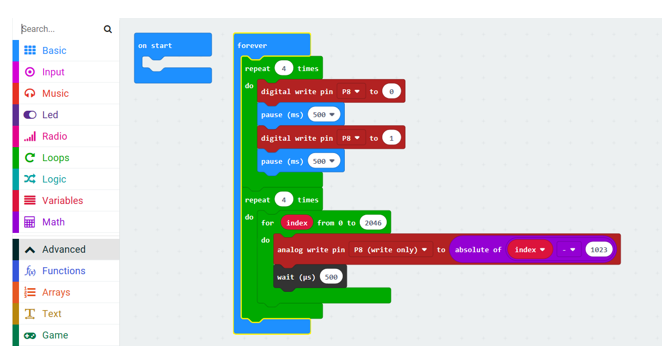 Search...
Basic
Input
Music
Led
Radio
Loops
Logic
Variables
Math
Advanced
Functions
Arrays
Text
Game
on start
forever
repeat 4 times
do
digital write pin P8 to 0
pause (ms) 500
digital write pin P8 to 1
pause (ms) 500
repeat 4 times
do
for index from 0 to 2046
do
analog write pin P8 (write only) to absolute of index - 1023
wait (µs) 500